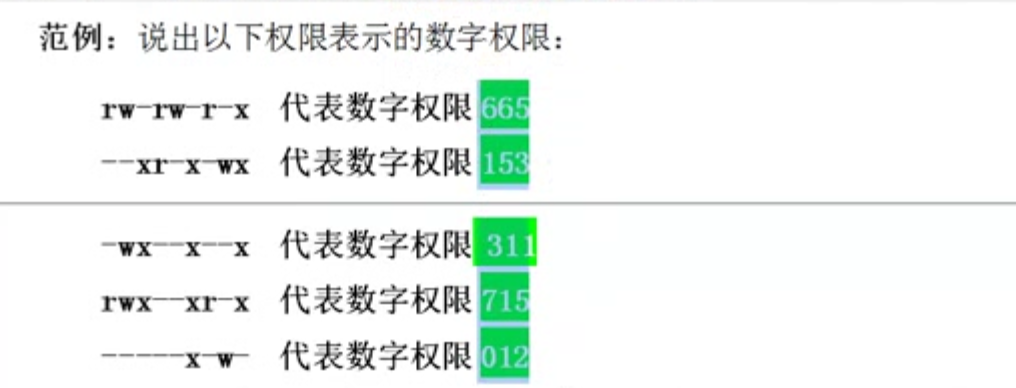 范例：说出以下权限表示的数字权限：
rw-rw-r-x 代表数字权限 665
--xr-x-wx 代表数字权限 153
-wx--x--x 代表数字权限 311
rwx--xr-x 代表数字权限 715
-----x-w- 代表数字权限 012